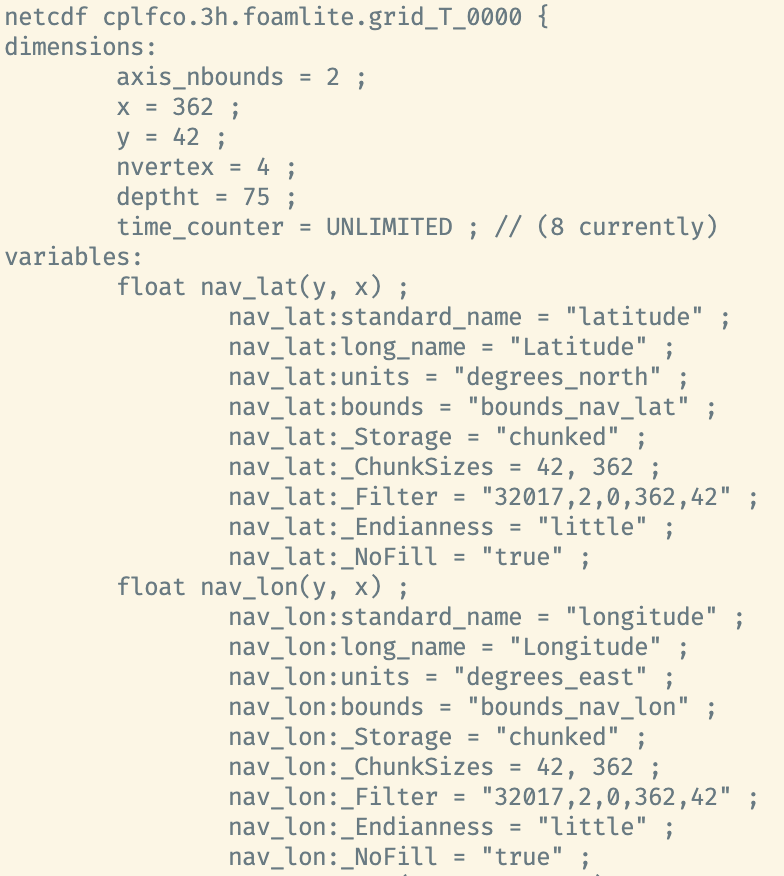 netcdf cplfco.3h.foamlite.grid_T_0000 {
dimensions:
axis_nbounds = 2 ;
x = 362 ;
y = 42 ;
nvertex = 4 ;
deptht = 75 ;
time_counter = UNLIMITED ; // (8 currently)
variables:
float nav_lat(y, x) ;
nav_lat:standard_name = "latitude" ;
nav_lat:long_name = "Latitude" ;
nav_lat:units = "degrees_north" ;
nav_lat:bounds = "bounds_nav_lat" ;
nav_lat:_Storage = "chunked" ;
nav_lat:_ChunkSizes = 42, 362 ;
nav_lat:_Filter = "32017,2,0,362,42" ;
nav_lat:_Endianness = "little" ;
nav_lat:_NoFill = "true" ;
float nav_lon(y, x) ;
nav_lon:standard_name = "longitude" ;
nav_lon:long_name = "Longitude" ;
nav_lon:units = "degrees_east" ;
nav_lon:bounds = "bounds_nav_lon" ;
nav_lon:_Storage = "chunked" ;
nav_lon:_ChunkSizes = 42, 362 ;
nav_lon:_Filter = "32017,2,0,362,42" ;
nav_lon:_Endianness = "little" ;
nav_lon:_NoFill = "true" ;